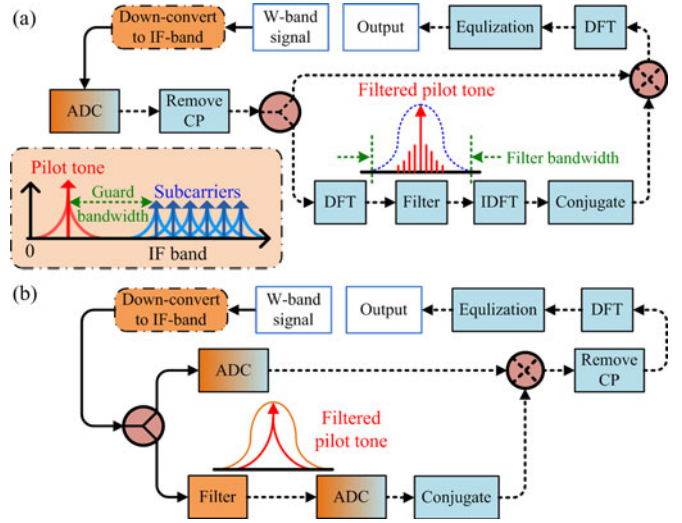 (a)
Down-convert
to IF-band
W-band
signal
Output
Equlization
DFT
ADC
Remove
CP
Filtered pilot tone
Filter bandwidth
Pilot tone
Guard
bandwidth
Subcarriers
0
IF band
DFT
Filter
IDFT
Conjugate
(b)
Down-convert
to IF-band
W-band
signal
Output
Equlization
DFT
ADC
Remove
CP
Filtered
pilot tone
Filter
ADC
Conjugate